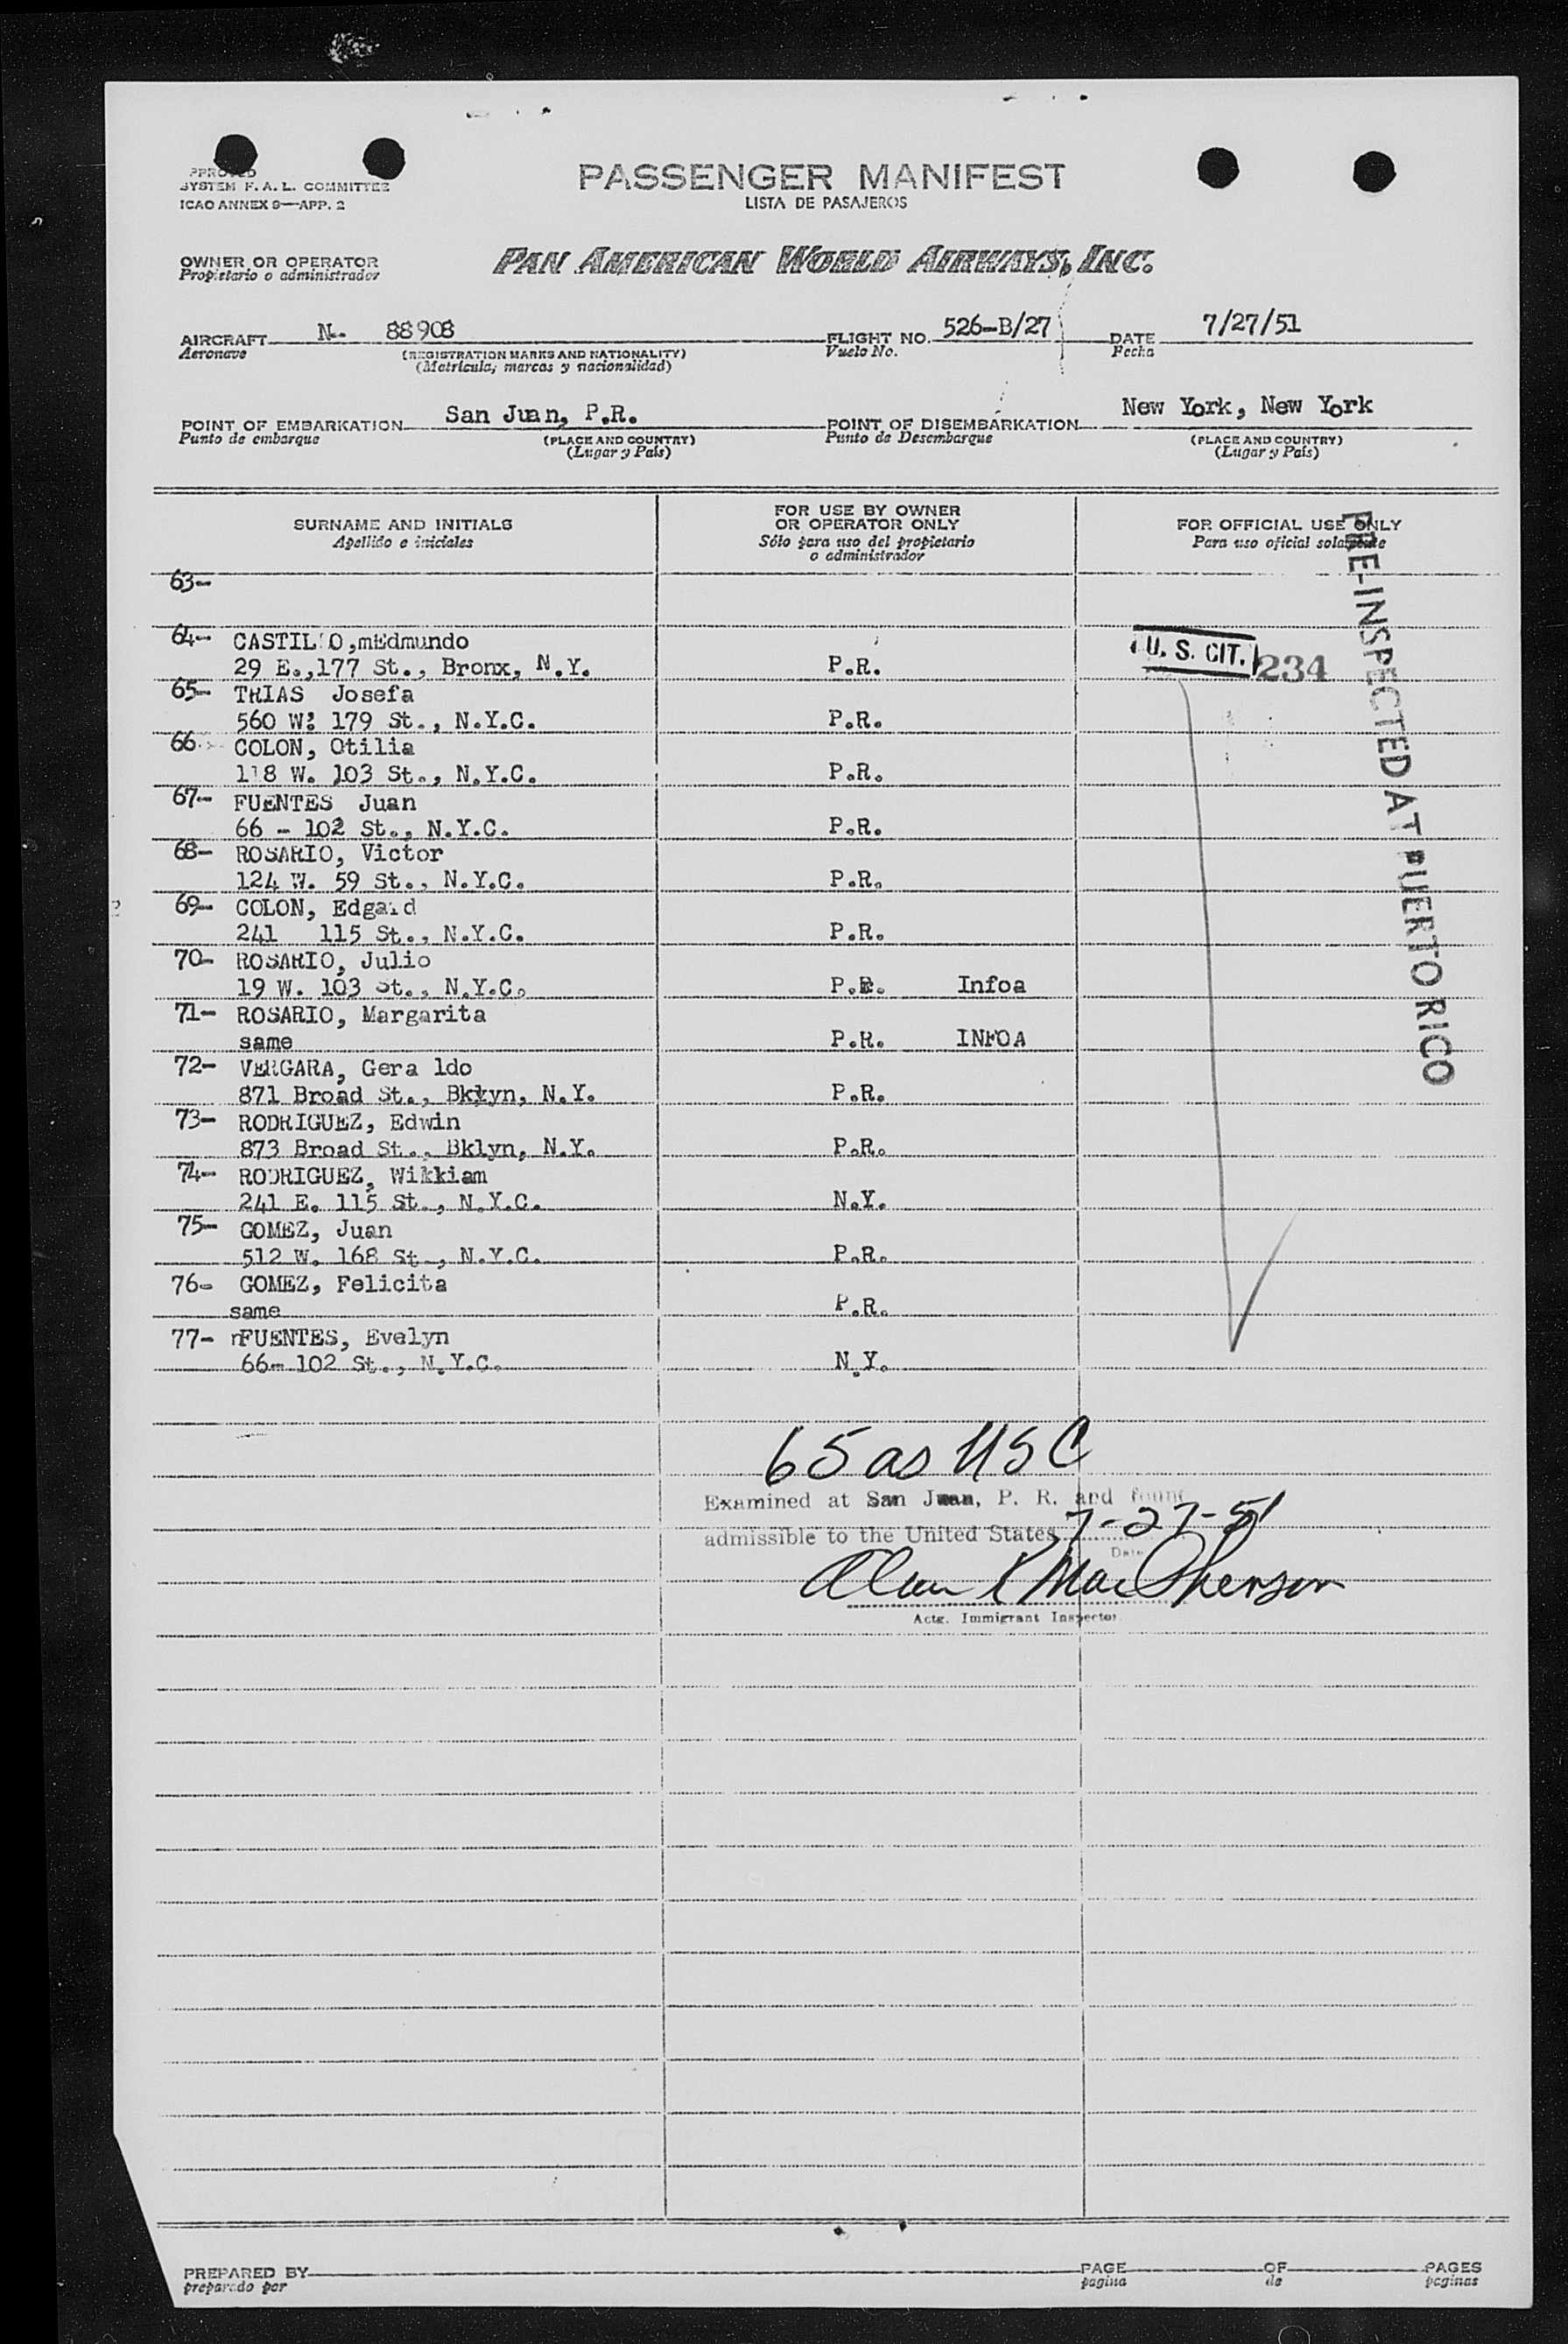 SYSTEM F. A. L. COMMITTEE
ICAO ANNEX 9—APP. 2
PASSENGER MANIFEST
LISTA DE PASAJEROS
OWNER OR OPERATOR
Propietario o administrador
PAN AMERICAN WORLD AIRWAYS, INC.
AIRCRAFT N- 88908 FLIGHT NO. 526-B/27 DATE 7/27/51
Aeronave (REGISTRATION MARKS AND NATIONALITY) Vuelo No. Fecha
(Matricula, marcas y nacionalidad)
POINT OF EMBARKATION San Juan, P.R. POINT OF DISEMBARKATION New York, New York
Punto de embarque (PLACE AND COUNTRY) Punto de Desembarque (PLACE AND COUNTRY)
(Lugar y País) (Lugar y País)
SURNAME AND INITIALS
Apellido e iniciales
FOR USE BY OWNER
OR OPERATOR ONLY
Sólo para uso del propietario
o administrador
FOR OFFICIAL USE ONLY
Para uso oficial solamente
PRE-INSPECTED AT PUERTO RICO
63-
64- CASTILLO,mEdmundo
29 E.,177 St., Bronx, N.Y. P.R. U. S. CIT. 234
65- TRIAS Josefa
560 W: 179 St., N.Y.C. P.R.
66- COLON, Otilia
118 W. 103 St., N.Y.C. P.R.
67- FUENTES Juan
66 - 102 St., N.Y.C. P.R.
68- ROSARIO, Victor
124 W. 59 St., N.Y.C. P.R.
69- COLON, Edgard
241 115 St., N.Y.C. P.R.
70- ROSARIO, Julio
19 W. 103 St., N.Y.C. P.R. Infoa
71- ROSARIO, Margarita
same P.R. INFOA
72- VERGARA, Gera ldo
871 Broad St., Bklyn, N.Y. P.R.
73- RODRIGUEZ, Edwin
873 Broad St., Bklyn, N.Y. P.R.
74- RODRIGUEZ, Wikkiam
241 E. 115 St., N.Y.C. N.Y.
75- GOMEZ, Juan
512 W. 168 St., N.Y.C. P.R.
76- GOMEZ, Felicita
same P.R.
77- FUENTES, Evelyn
66- 102 St., N.Y.C. N.Y.
65 as USC
Examined at San Juan, P. R. and found
admissible to the United States 7-27-51
Date
Alan MacPherson
Actg. Immigrant Inspector
PREPARED BY PAGE OF PAGES
preparado por pagina de paginas